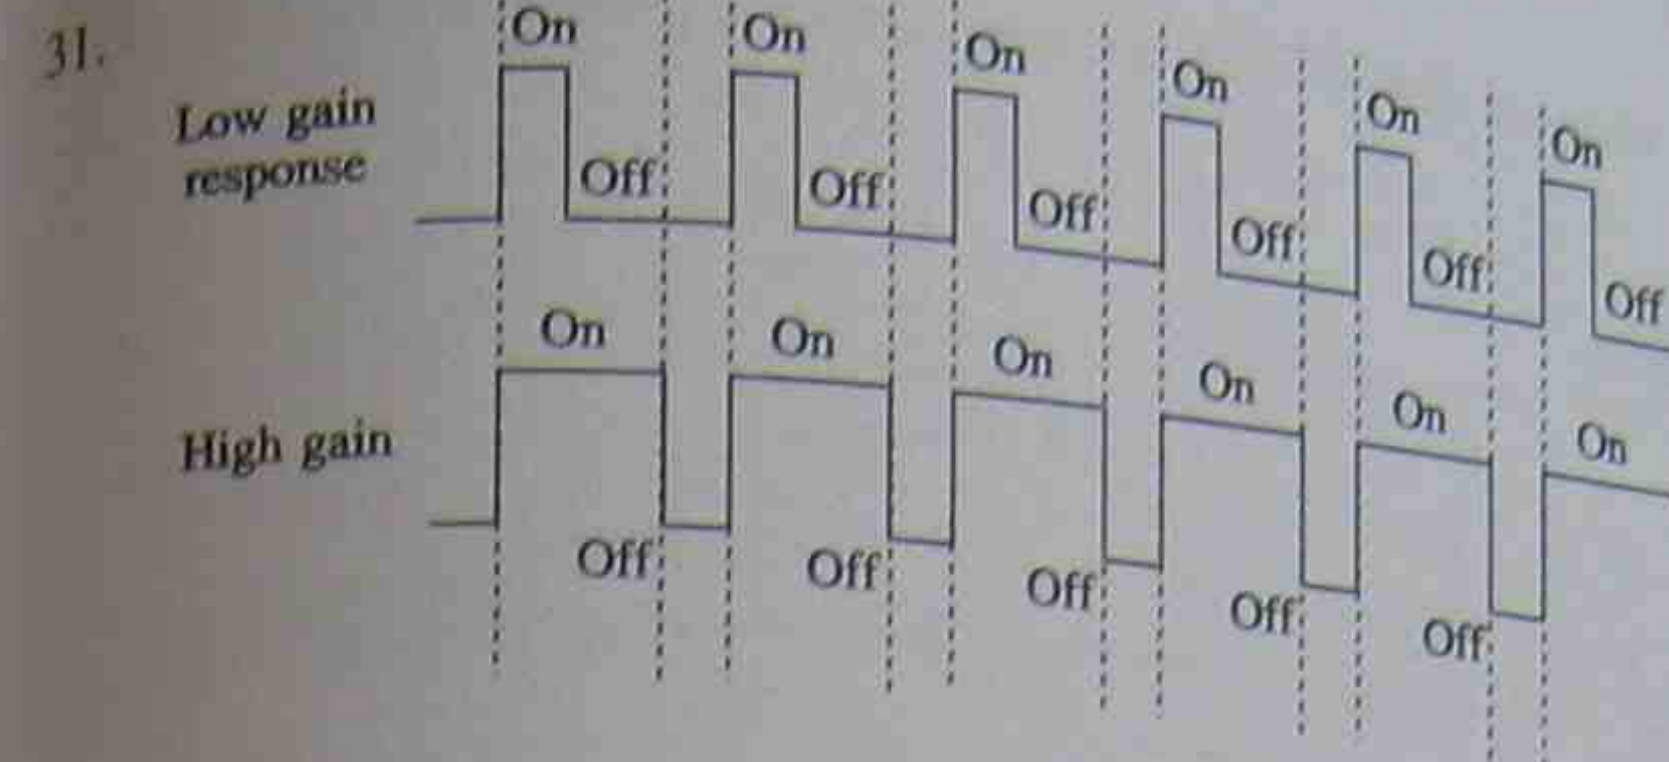 31.
On On On On On On
Low gain
response
Off Off Off Off Off Off
On On On On On On
High gain
Off Off Off Off Off